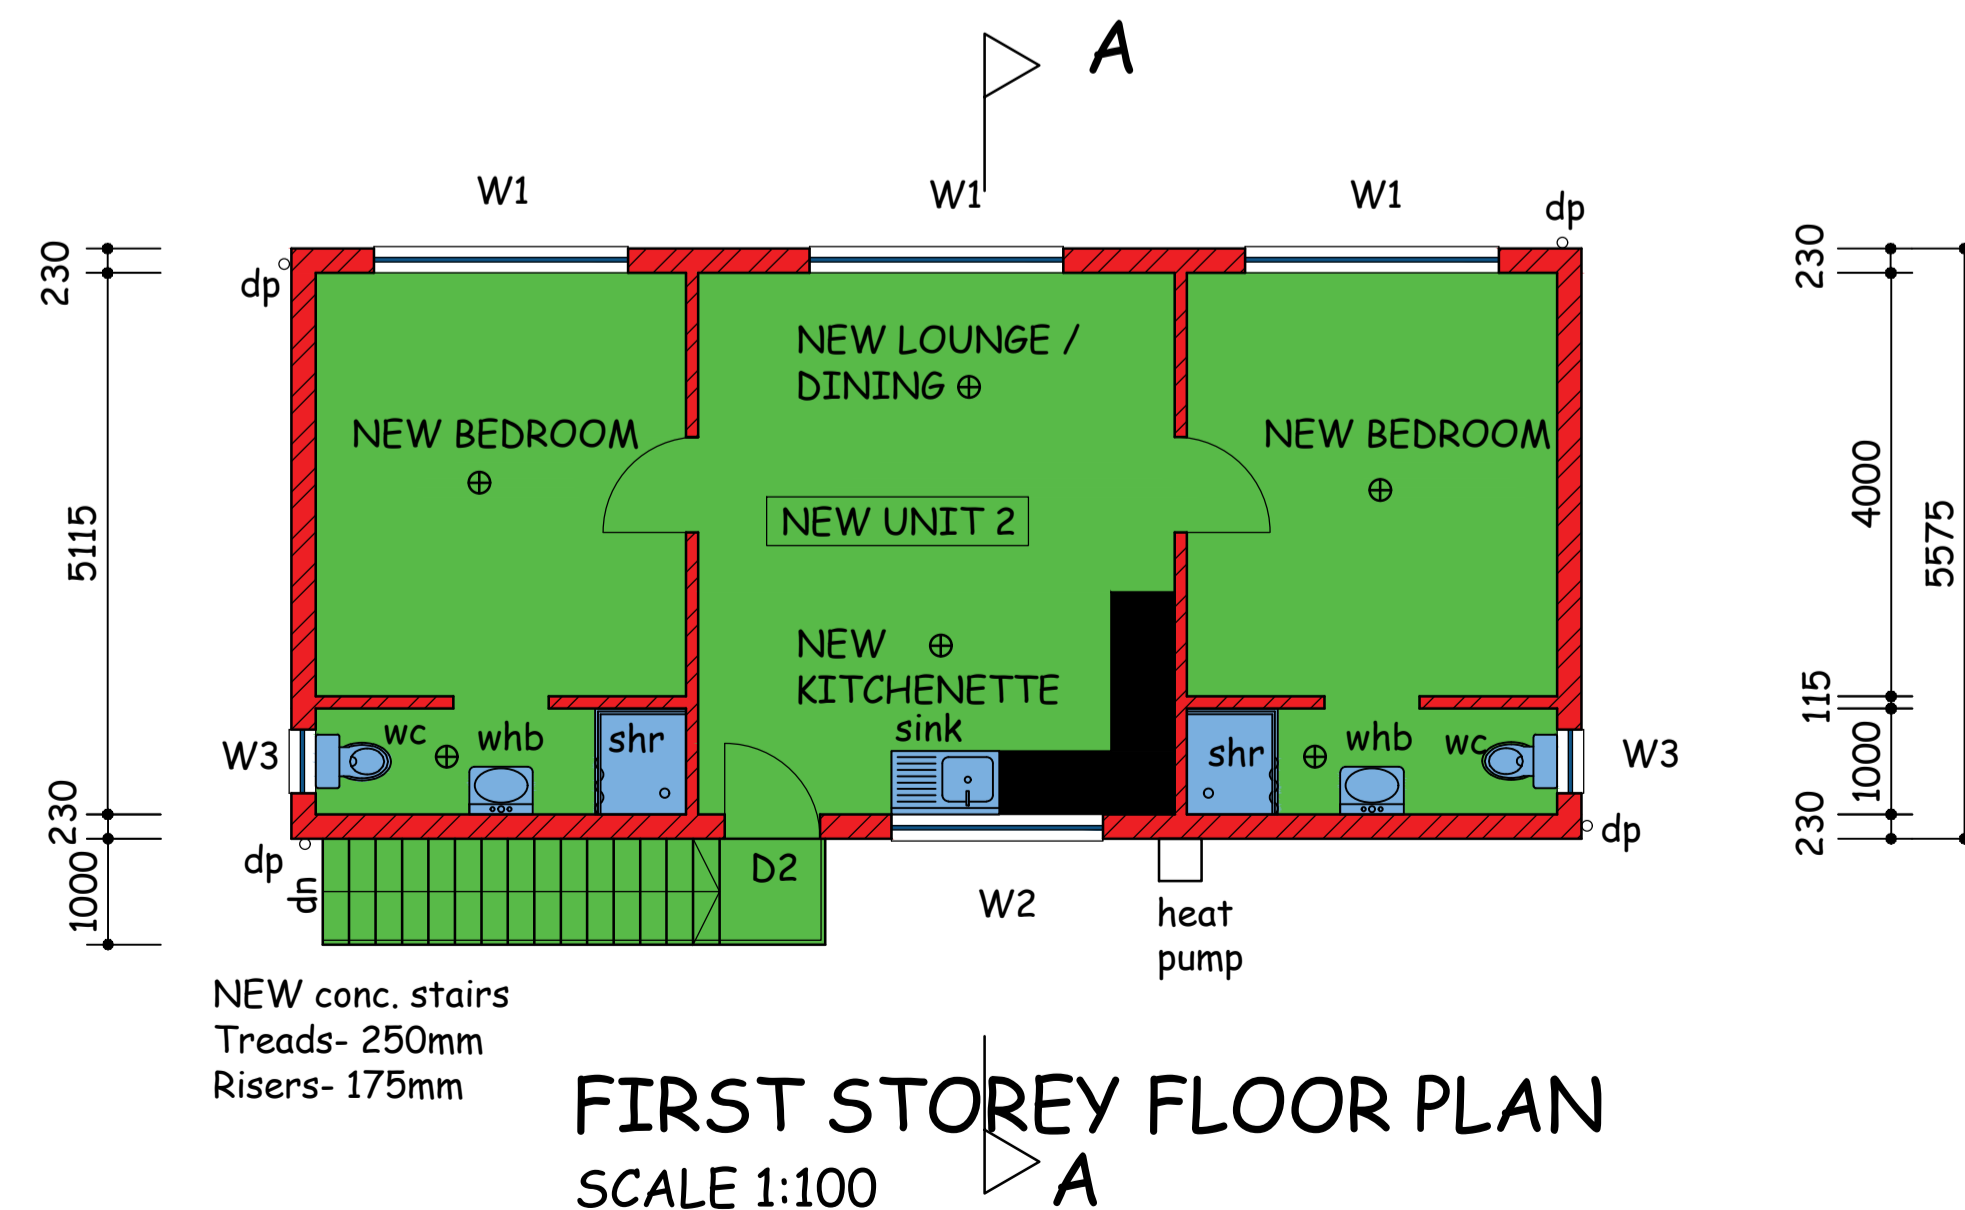 A
W1
W1
W1
dp
dp
230
5115
230
1000
230
4000
115
1000
230
5575
NEW LOUNGE /
DINING
NEW BEDROOM
NEW BEDROOM
NEW UNIT 2
NEW
KITCHENETTE
sink
wc
whb
shr
shr
whb
wc
W3
W3
dp
dn
D2
W2
dp
heat
pump
NEW conc. stairs
Treads- 250mm
Risers- 175mm
FIRST STOREY FLOOR PLAN
SCALE 1:100
A